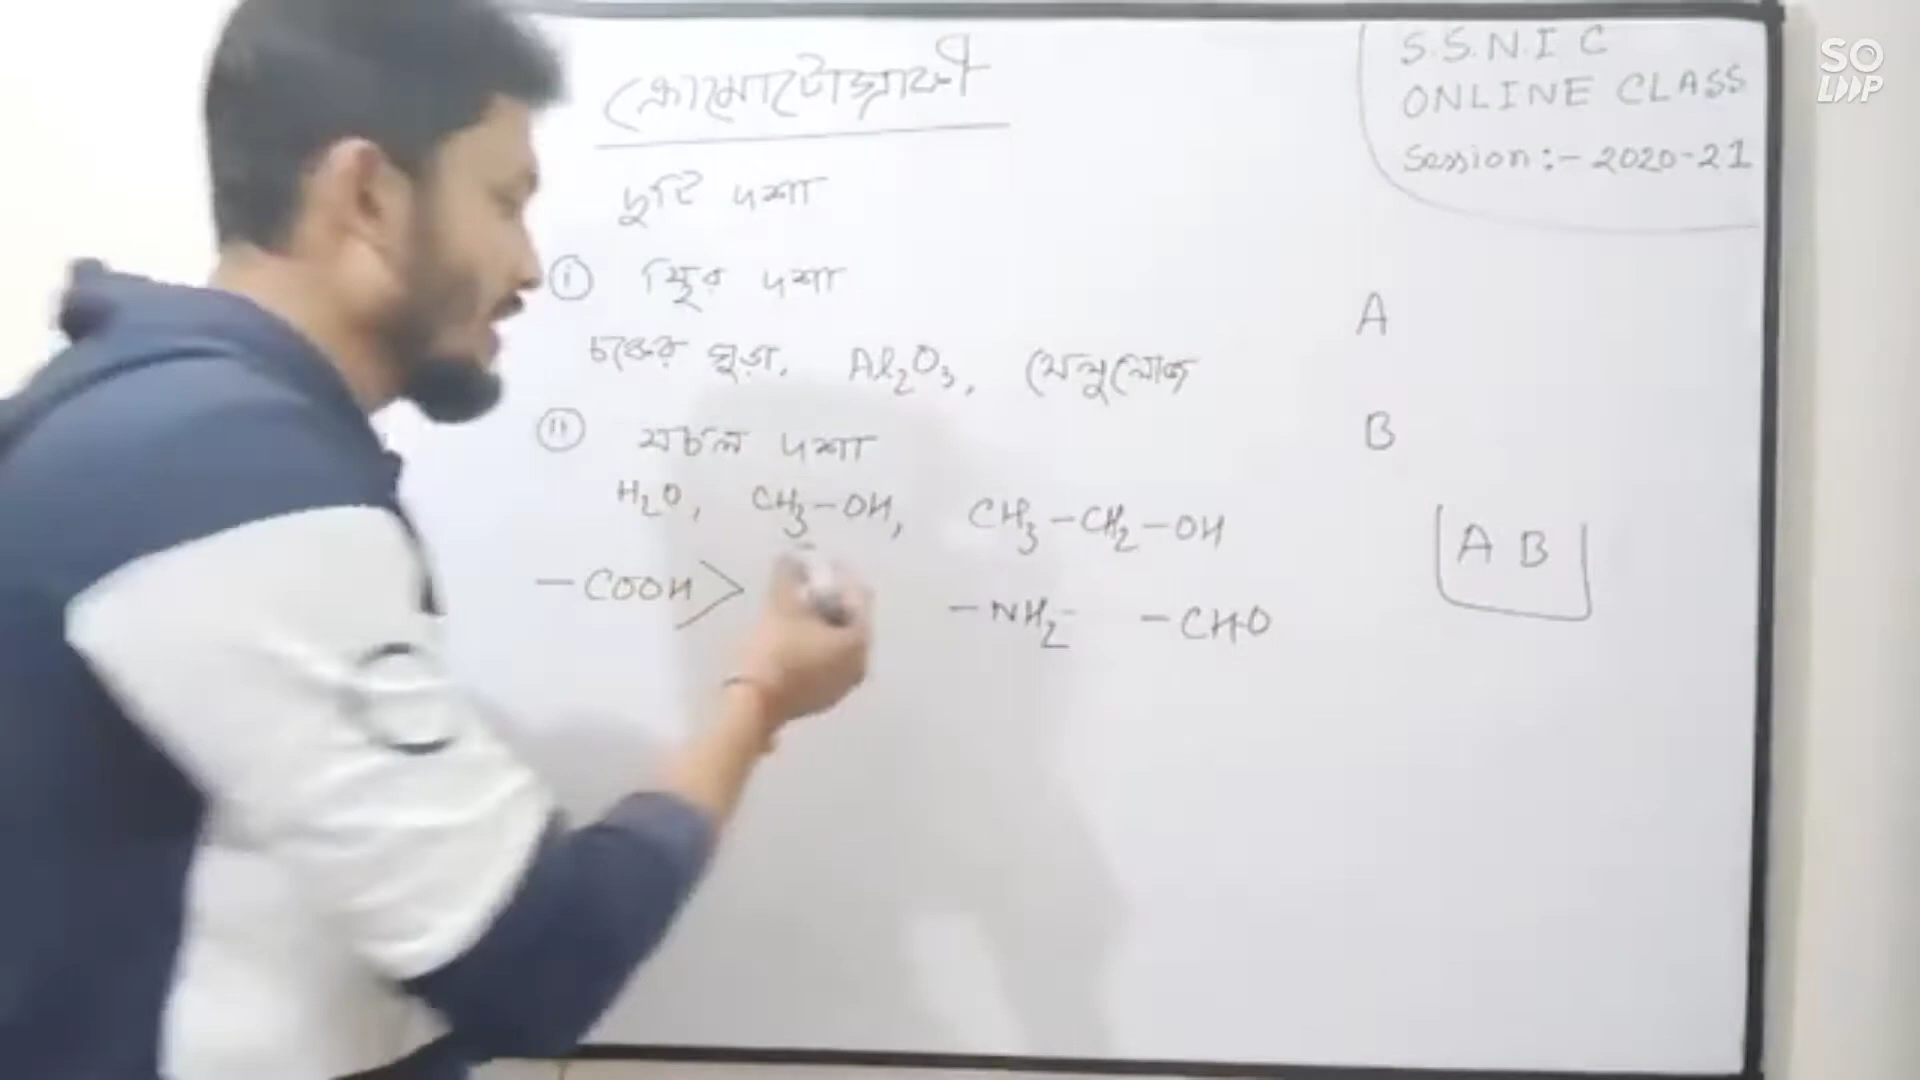 ক্রোমোটোগ্রাফী
দুটি দশা
i স্থির দশা
চকের গুড়া, Al₂O₃, সেলুলোজ
ii সচল দশা
H₂O, CH₃-OH, CH₃-CH₂-OH
-COOH> -NH₂ -CHO
S.S.N.I C
ONLINE CLASS
Session:- 2020-21
A
B
A B
SO
LOOP